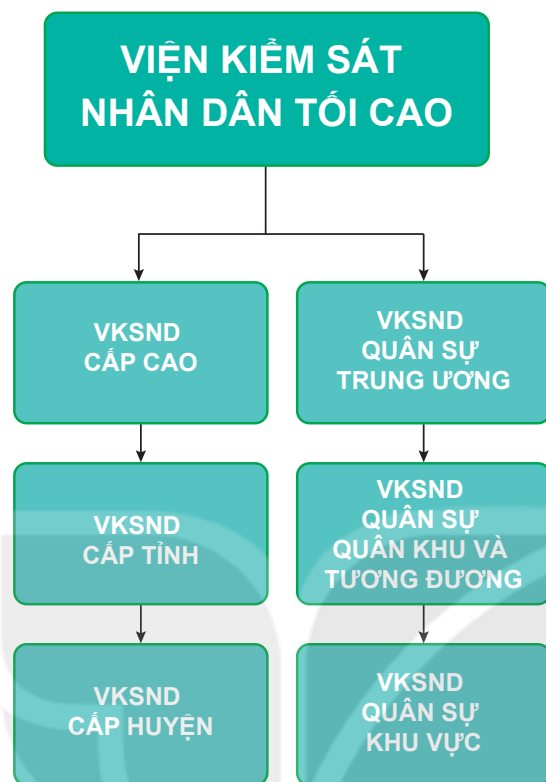 VIỆN KIỂM SÁT
NHÂN DÂN TỐI CAO
VKSND
CẤP CAO
VKSND
QUÂN SỰ
TRUNG ƯƠNG
VKSND
CẤP TỈNH
VKSND
QUÂN SỰ
QUÂN KHU VÀ
TƯƠNG ĐƯƠNG
VKSND
CẤP HUYỆN
VKSND
QUÂN SỰ
KHU VỰC